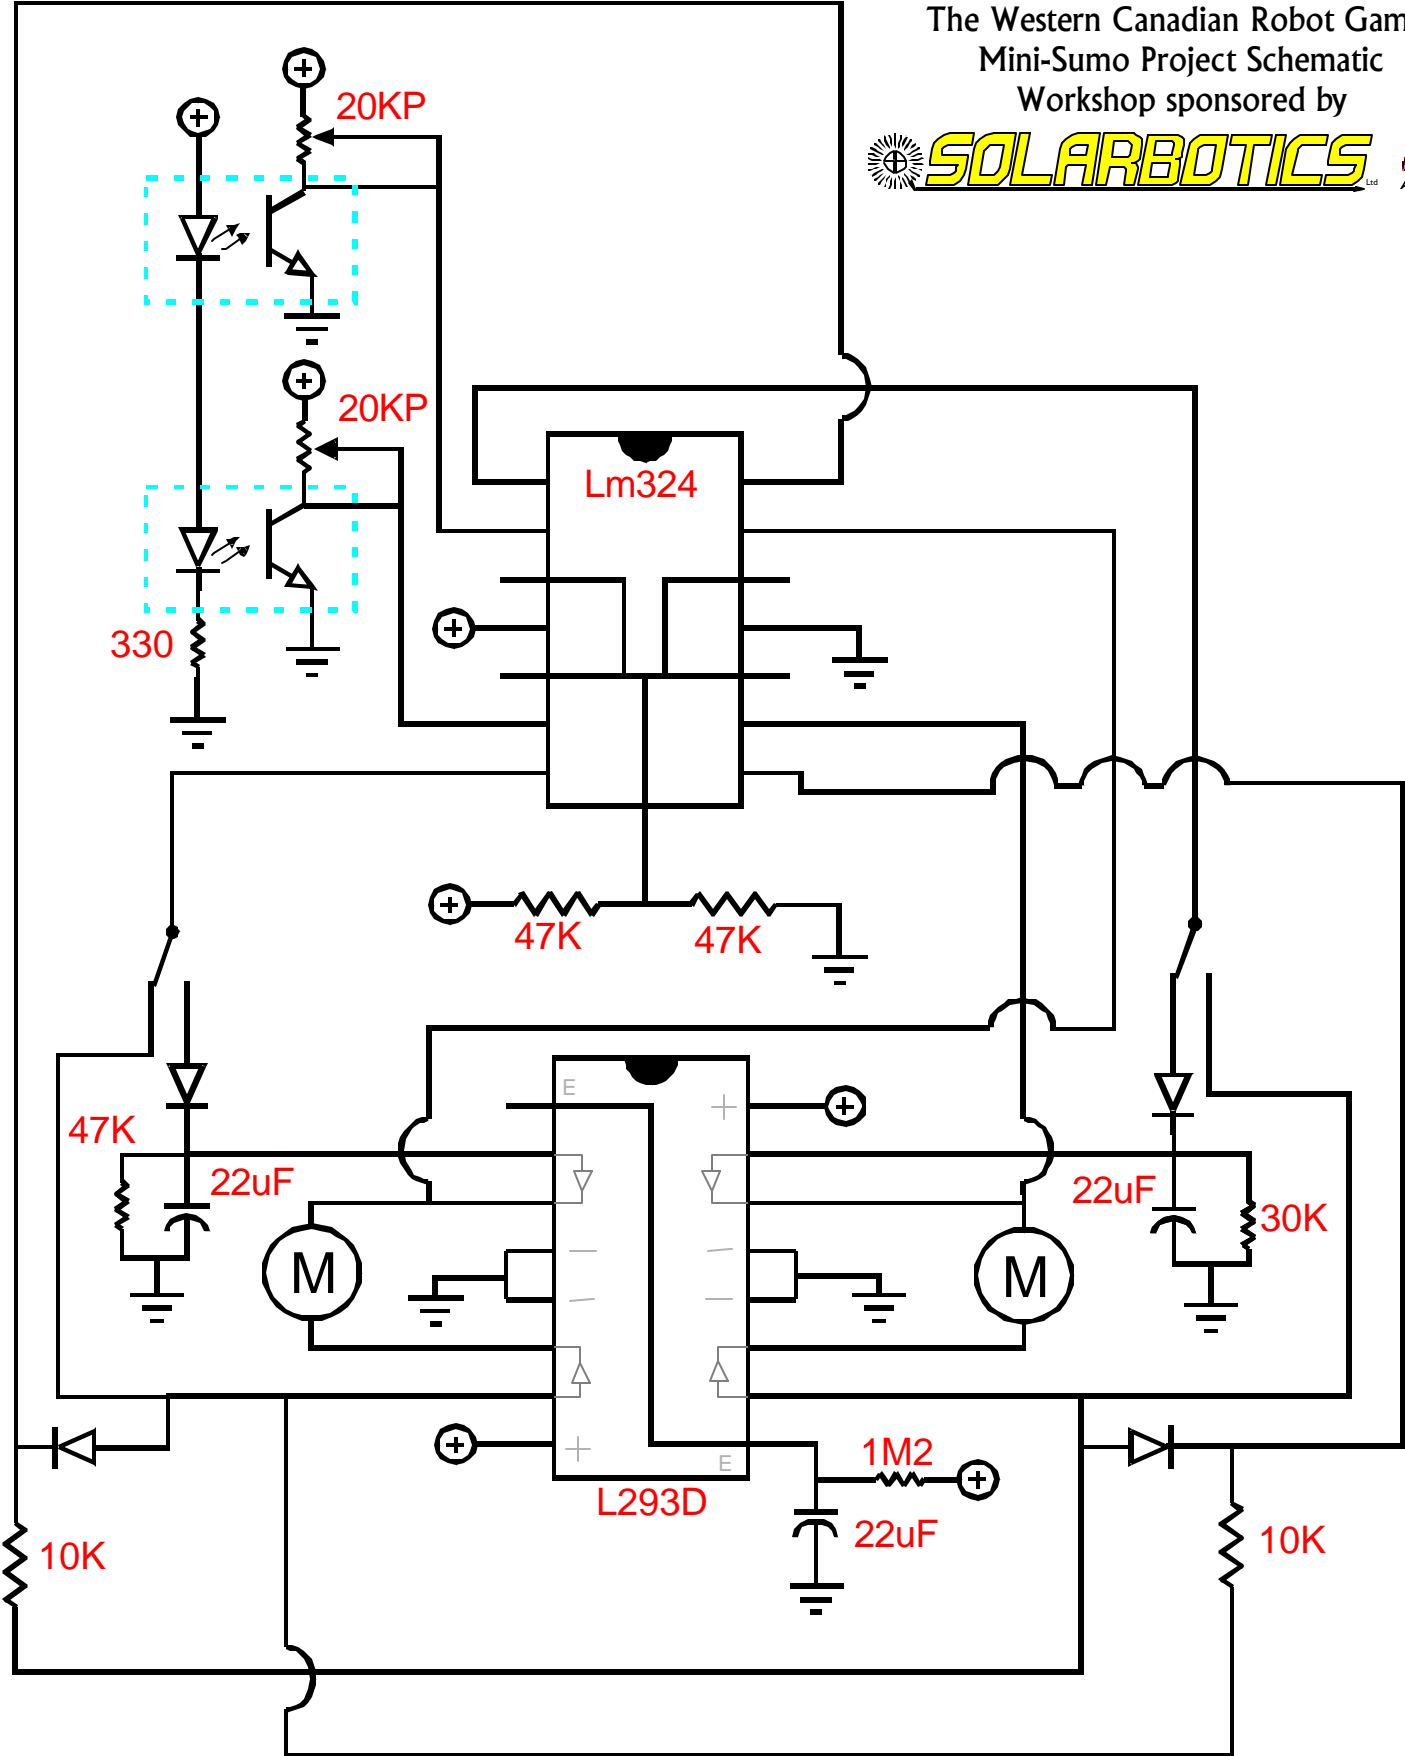 The Western Canadian Robot Gam
Mini-Sumo Project Schematic
Workshop sponsored by
SOLARBOTICS Ltd
20KP
20KP
Lm324
330
47K
47K
E
47K
22uF
22uF
30K
M
M
1M2
E
L293D
22uF
10K
10K